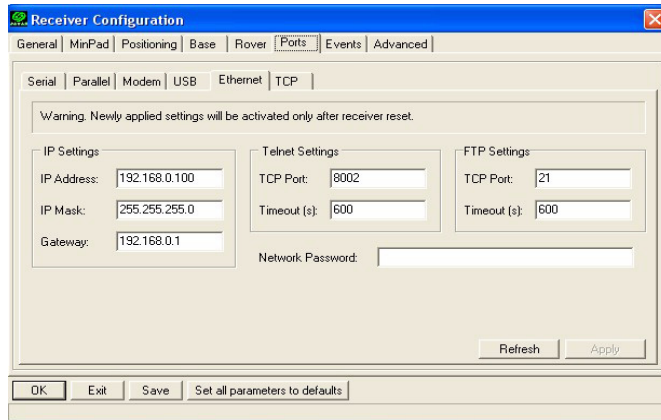 Receiver Configuration
General MinPad Positioning Base Rover Ports Events Advanced
Serial Parallel Modem USB Ethernet TCP
Warning. Newly applied settings will be activated only after receiver reset.
IP Settings
IP Address: 192.168.0.100
IP Mask: 255.255.255.0
Gateway: 192.168.0.1
Telnet Settings
TCP Port: 8002
Timeout (s): 600
FTP Settings
TCP Port: 21
Timeout (s): 600
Network Password:
Refresh Apply
OK Exit Save Set all parameters to defaults